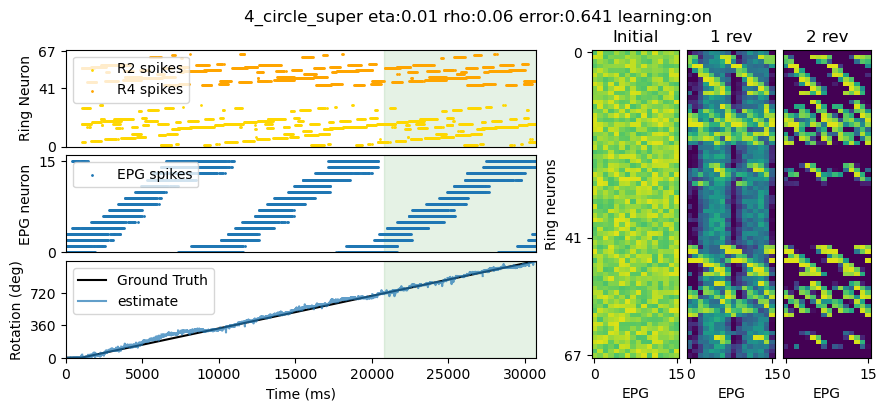 4_circle_super eta:0.01 rho:0.06 error:0.641 learning:on
Ring Neuron
67
41
0
R2 spikes
R4 spikes
EPG neuron
15
0
EPG spikes
Rotation (deg)
720
360
0
Ground Truth
estimate
0 5000 10000 15000 20000 25000 30000
Time (ms)
Initial 1 rev 2 rev
Ring neurons
0
41
67
0 15 0 15 0 15
EPG EPG EPG